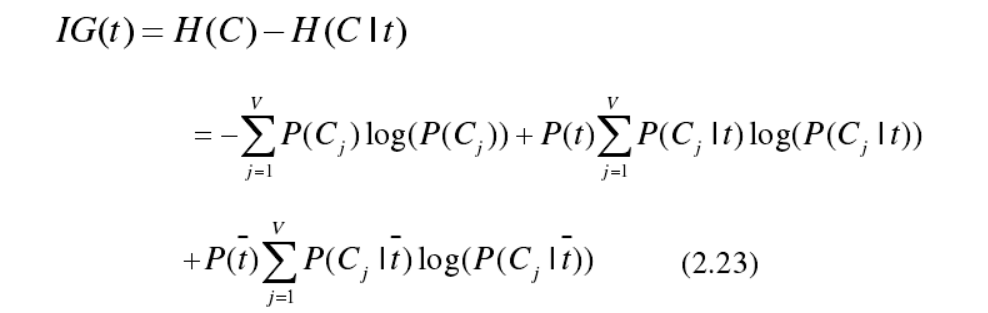 IG(t) = H(C) − H(C | t)
= −∑_{j=1}^{V} P(C_j) log(P(C_j)) + P(t) ∑_{j=1}^{V} P(C_j | t) log(P(C_j | t))
+ P(t̄) ∑_{j=1}^{V} P(C_j | t̄) log(P(C_j | t̄)) (2.23)